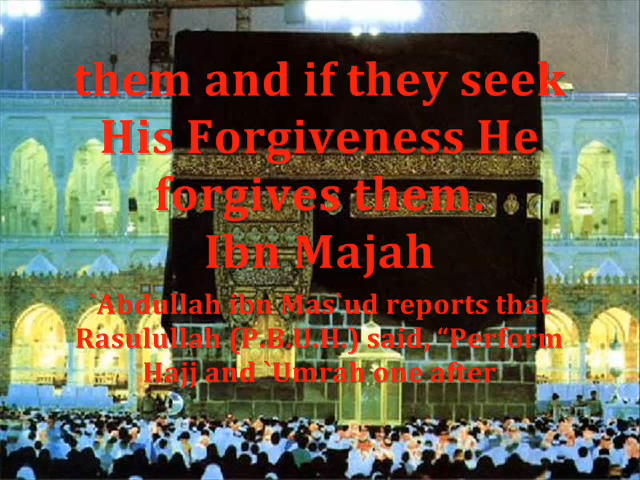 them and if they seek
His Forgiveness He
forgives them.
Ibn Majah
`Abdullah ibn Mas`ud reports that
Rasulullah (P.B.U.H.) said, “Perform
Hajj and `Umrah one after